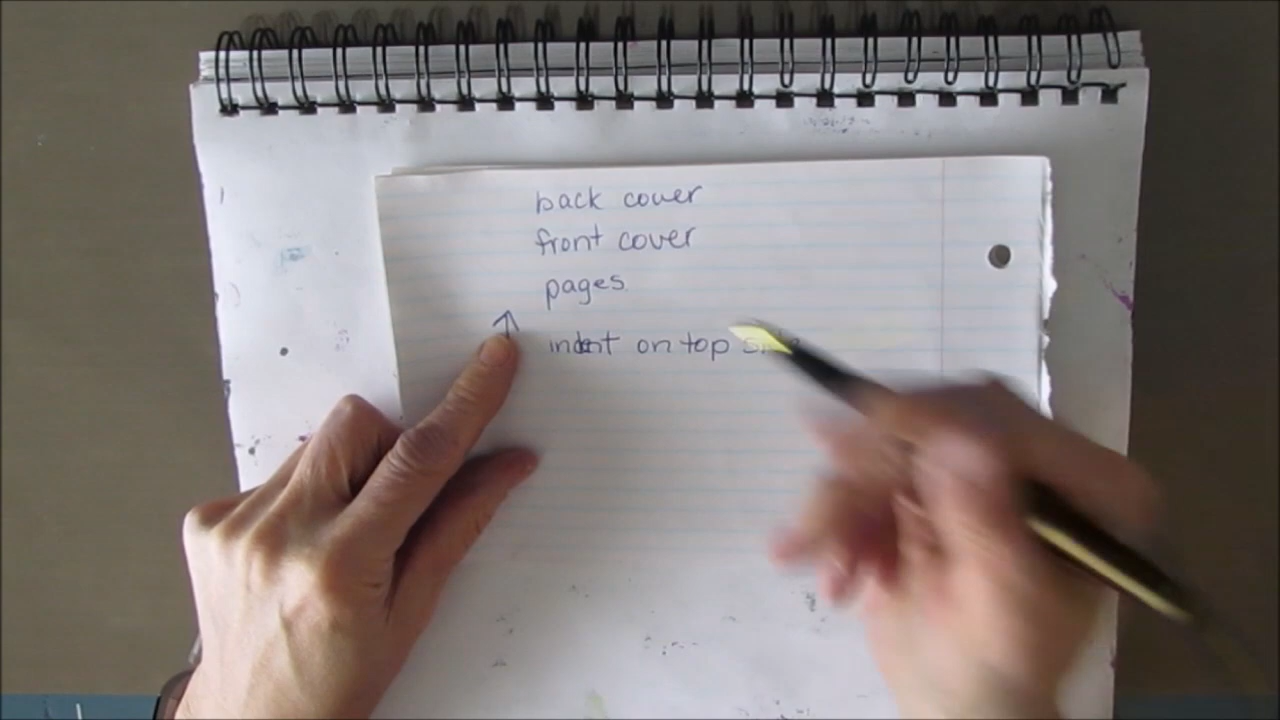 back cover
front cover
pages
indent on top